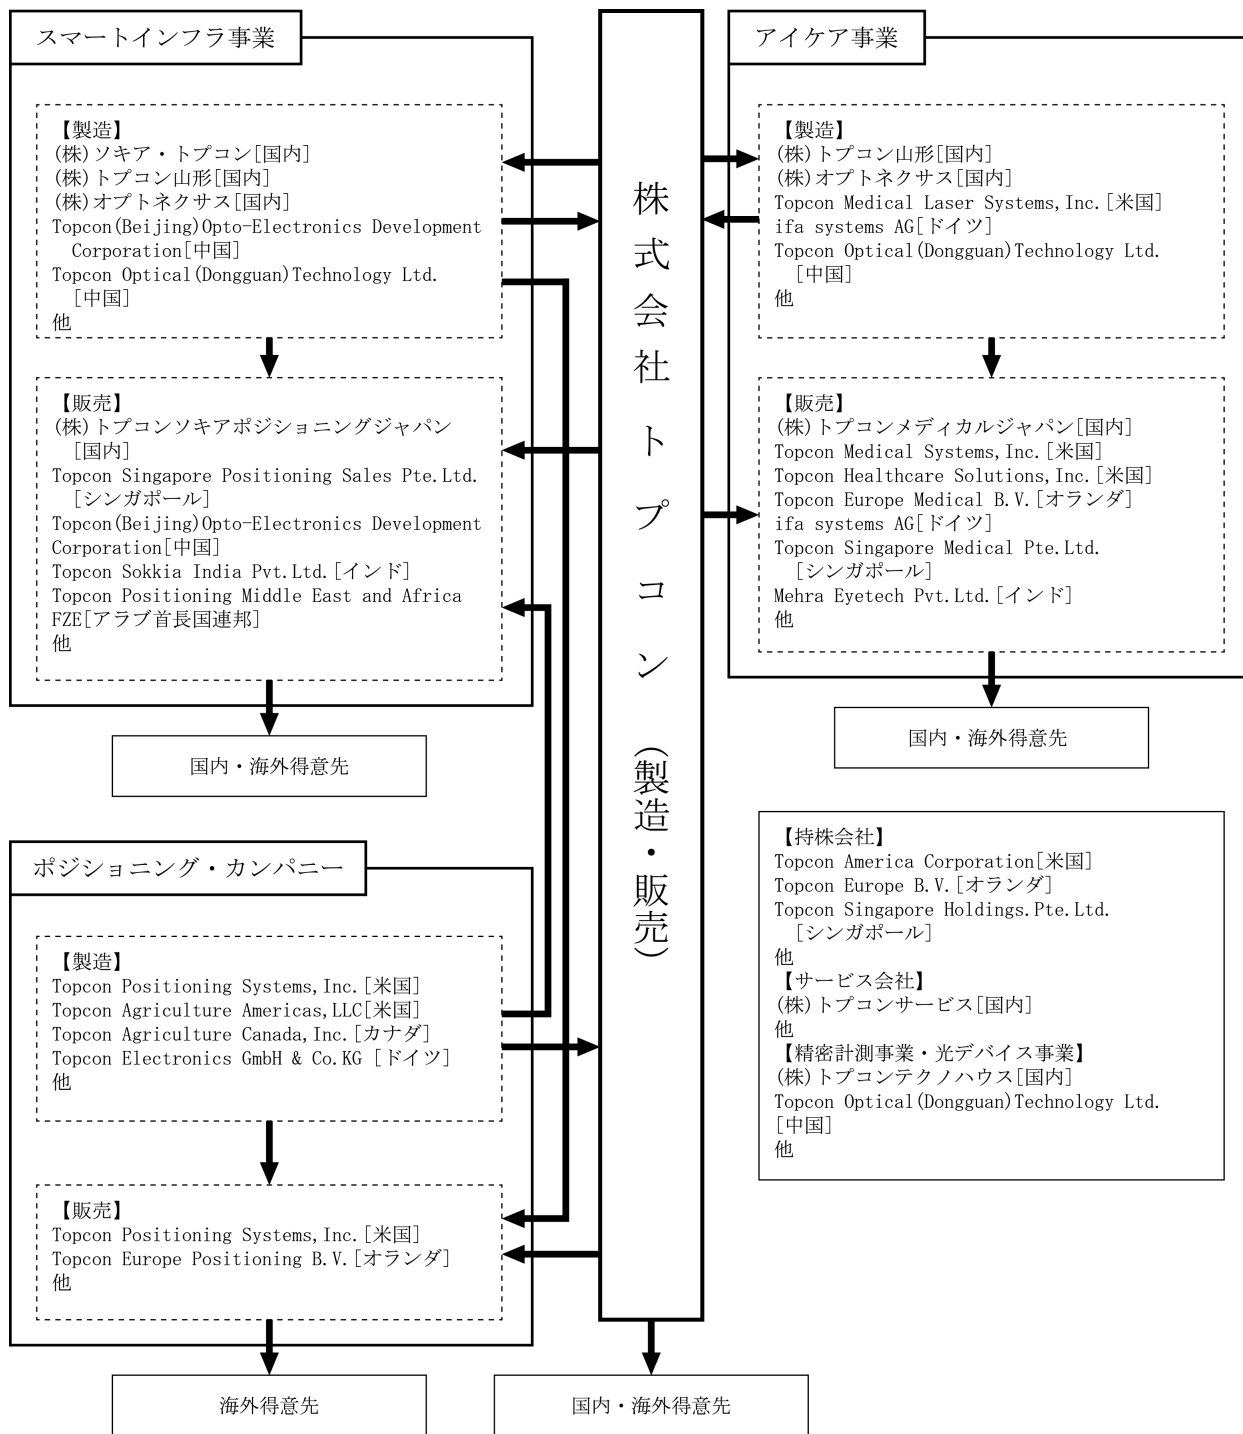 スマートインフラ事業
【製造】
(株)ソキア・トプコン[国内]
(株)トプコン山形[国内]
(株)オプトネクサス[国内]
Topcon(Beijing)Opto-Electronics Development
Corporation[中国]
Topcon Optical(Dongguan)Technology Ltd.
[中国]
他
【販売】
(株)トプコンソキアポジショニングジャパン
[国内]
Topcon Singapore Positioning Sales Pte.Ltd.
[シンガポール]
Topcon(Beijing)Opto-Electronics Development
Corporation[中国]
Topcon Sokkia India Pvt.Ltd.[インド]
Topcon Positioning Middle East and Africa
FZE[アラブ首長国連邦]
他
国内・海外得意先
ポジショニング・カンパニー
【製造】
Topcon Positioning Systems,Inc.[米国]
Topcon Agriculture Americas,LLC[米国]
Topcon Agriculture Canada,Inc.[カナダ]
Topcon Electronics GmbH & Co.KG [ドイツ]
他
【販売】
Topcon Positioning Systems,Inc.[米国]
Topcon Europe Positioning B.V.[オランダ]
他
海外得意先
株式会社トプコン(製造・販売)
国内・海外得意先
アイケア事業
【製造】
(株)トプコン山形[国内]
(株)オプトネクサス[国内]
Topcon Medical Laser Systems,Inc.[米国]
ifa systems AG[ドイツ]
Topcon Optical(Dongguan)Technology Ltd.
[中国]
他
【販売】
(株)トプコンメディカルジャパン[国内]
Topcon Medical Systems,Inc.[米国]
Topcon Healthcare Solutions,Inc.[米国]
Topcon Europe Medical B.V.[オランダ]
ifa systems AG[ドイツ]
Topcon Singapore Medical Pte.Ltd.
[シンガポール]
Mehra Eyetech Pvt.Ltd.[インド]
他
国内・海外得意先
【持株会社】
Topcon America Corporation[米国]
Topcon Europe B.V.[オランダ]
Topcon Singapore Holdings.Pte.Ltd.
[シンガポール]
他
【サービス会社】
(株)トプコンサービス[国内]
他
【精密計測事業・光デバイス事業】
(株)トプコンテクノハウス[国内]
Topcon Optical(Dongguan)Technology Ltd.
[中国]
他